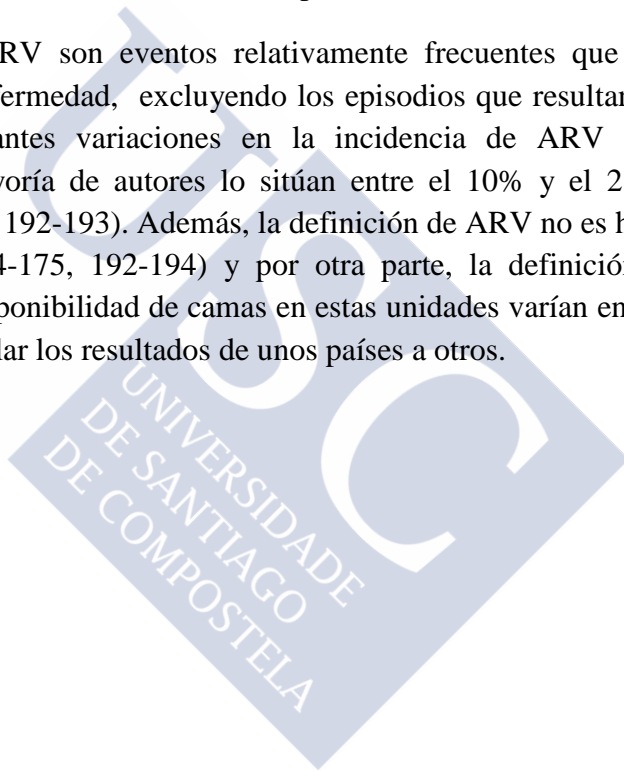 RV son eventos relativamente frecuentes que
fermedad, excluyendo los episodios que resultar
antes variaciones en la incidencia de ARV
yoría de autores lo sitúan entre el 10% y el 2
192-193). Además, la definición de ARV no es h
4-175, 192-194) y por otra parte, la definición
ponibilidad de camas en estas unidades varían en
lar los resultados de unos países a otros.
USC
UNIVERSIDADE
DE SANTIAGO
DE COMPOSTELA